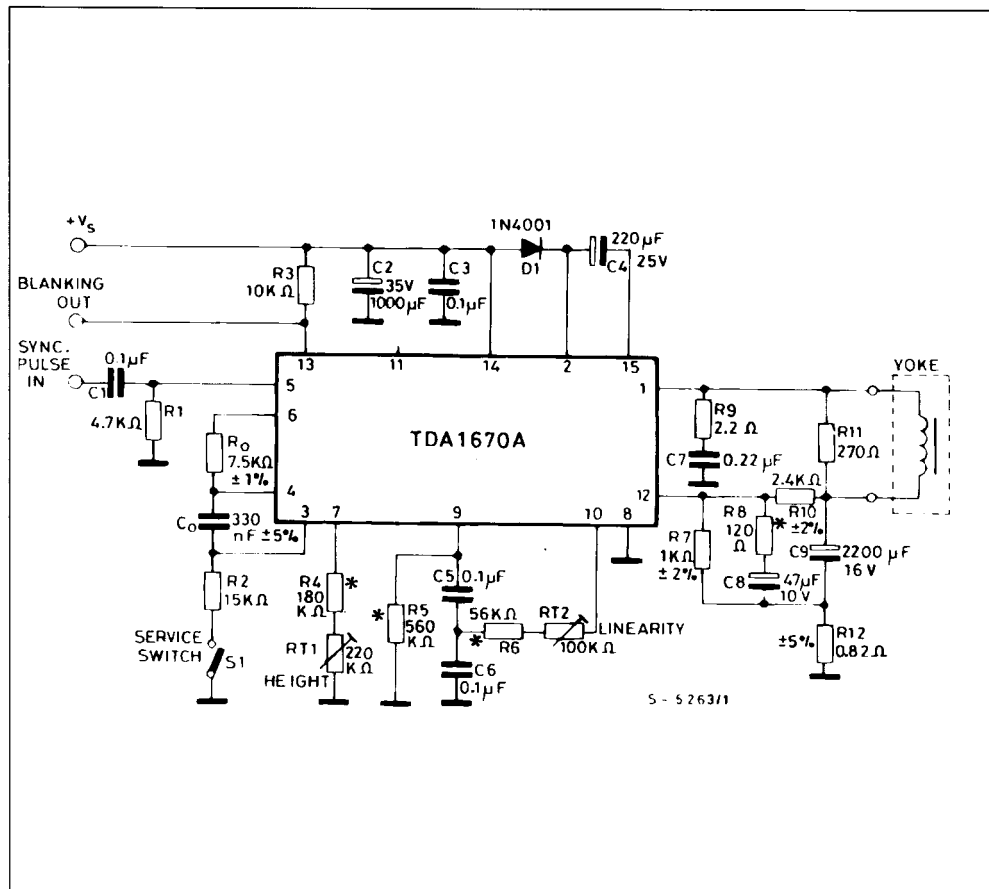 1N4001
+Vs
D1
220µF
C4
25V
R3
10KΩ
C2
35V
1000µF
C3
0.1µF
BLANKING
OUT
SYNC.
PULSE
IN
0.1µF
C1
13
11
14
2
15
5
1
YOKE
R1
4.7KΩ
6
TDA1670A
R9
2.2 Ω
R11
270Ω
Ro
7.5KΩ
±1%
C7
0.22µF
2.4KΩ
4
12
3
7
9
10
8
R10
±2%
R8
120
Ω
*
Co
330
nF ±5%
R7
1KΩ
±2%
C9
2200 µF
16V
C8
47µF
10V
R2
15KΩ
R4
180
KΩ
*
C5
0.1µF
*
R5
560
KΩ
56KΩ
*
R6
RT2
100KΩ
LINEARITY
SERVICE
SWITCH
S1
RT1
220
KΩ
HEIGHT
C6
0.1µF
±5%
R12
0.82Ω
S - 5263/1